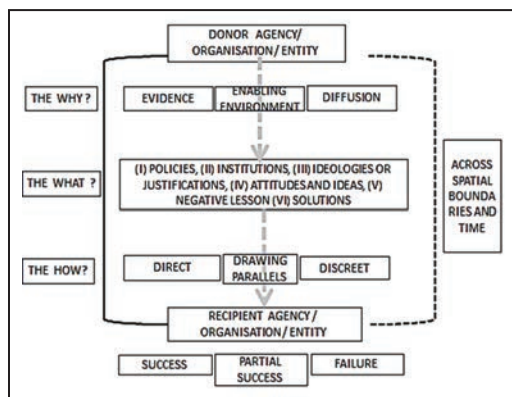 DONOR AGENCY/
ORGANISATION/ENTITY
THE WHY?
EVIDENCE
ENABLING
ENVIRONMENT
DIFFUSION
THE WHAT ?
(I) POLICIES, (II) INSTITUTIONS, (III) IDEOLOGIES OR
JUSTIFICATIONS, (IV) ATTITUDES AND IDEAS, (V)
NEGATIVE LESSON (VI) SOLUTIONS
ACROSS
SPATIAL
BOUNDA
RIES AND
TIME
THE HOW?
DIRECT
DRAWING
PARALLELS
DISCREET
RECIPIENT AGENCY/
ORGANISATION/ENTITY
SUCCESS
PARTIAL
SUCCESS
FAILURE